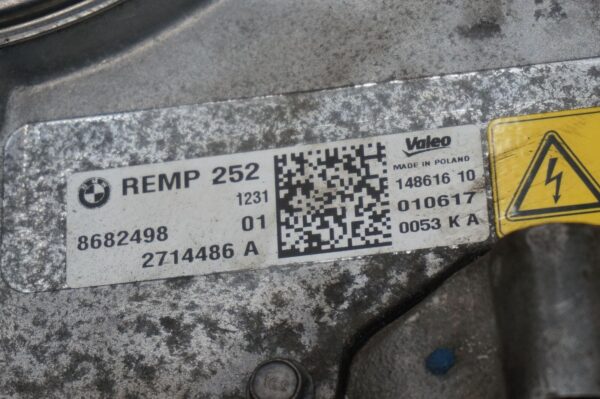 REMP 252
1231
8682498 01
2714486 A
Valeo
MADE IN POLAND
148616 10
010617
0053 K A